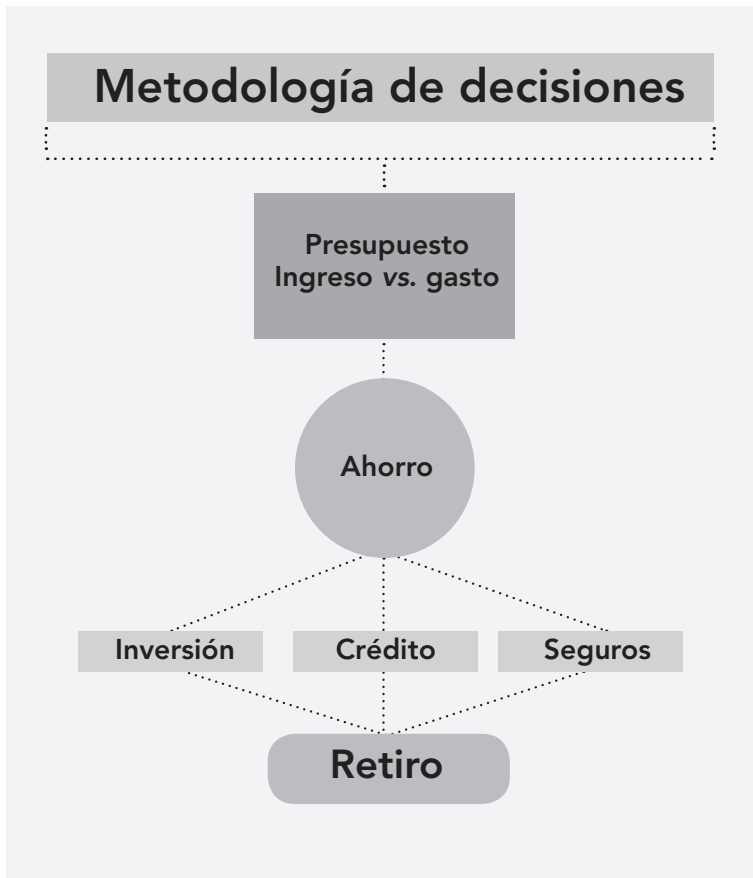 Metodología de decisiones
Presupuesto
Ingreso vs. gasto
Ahorro
Inversión
Crédito
Seguros
Retiro